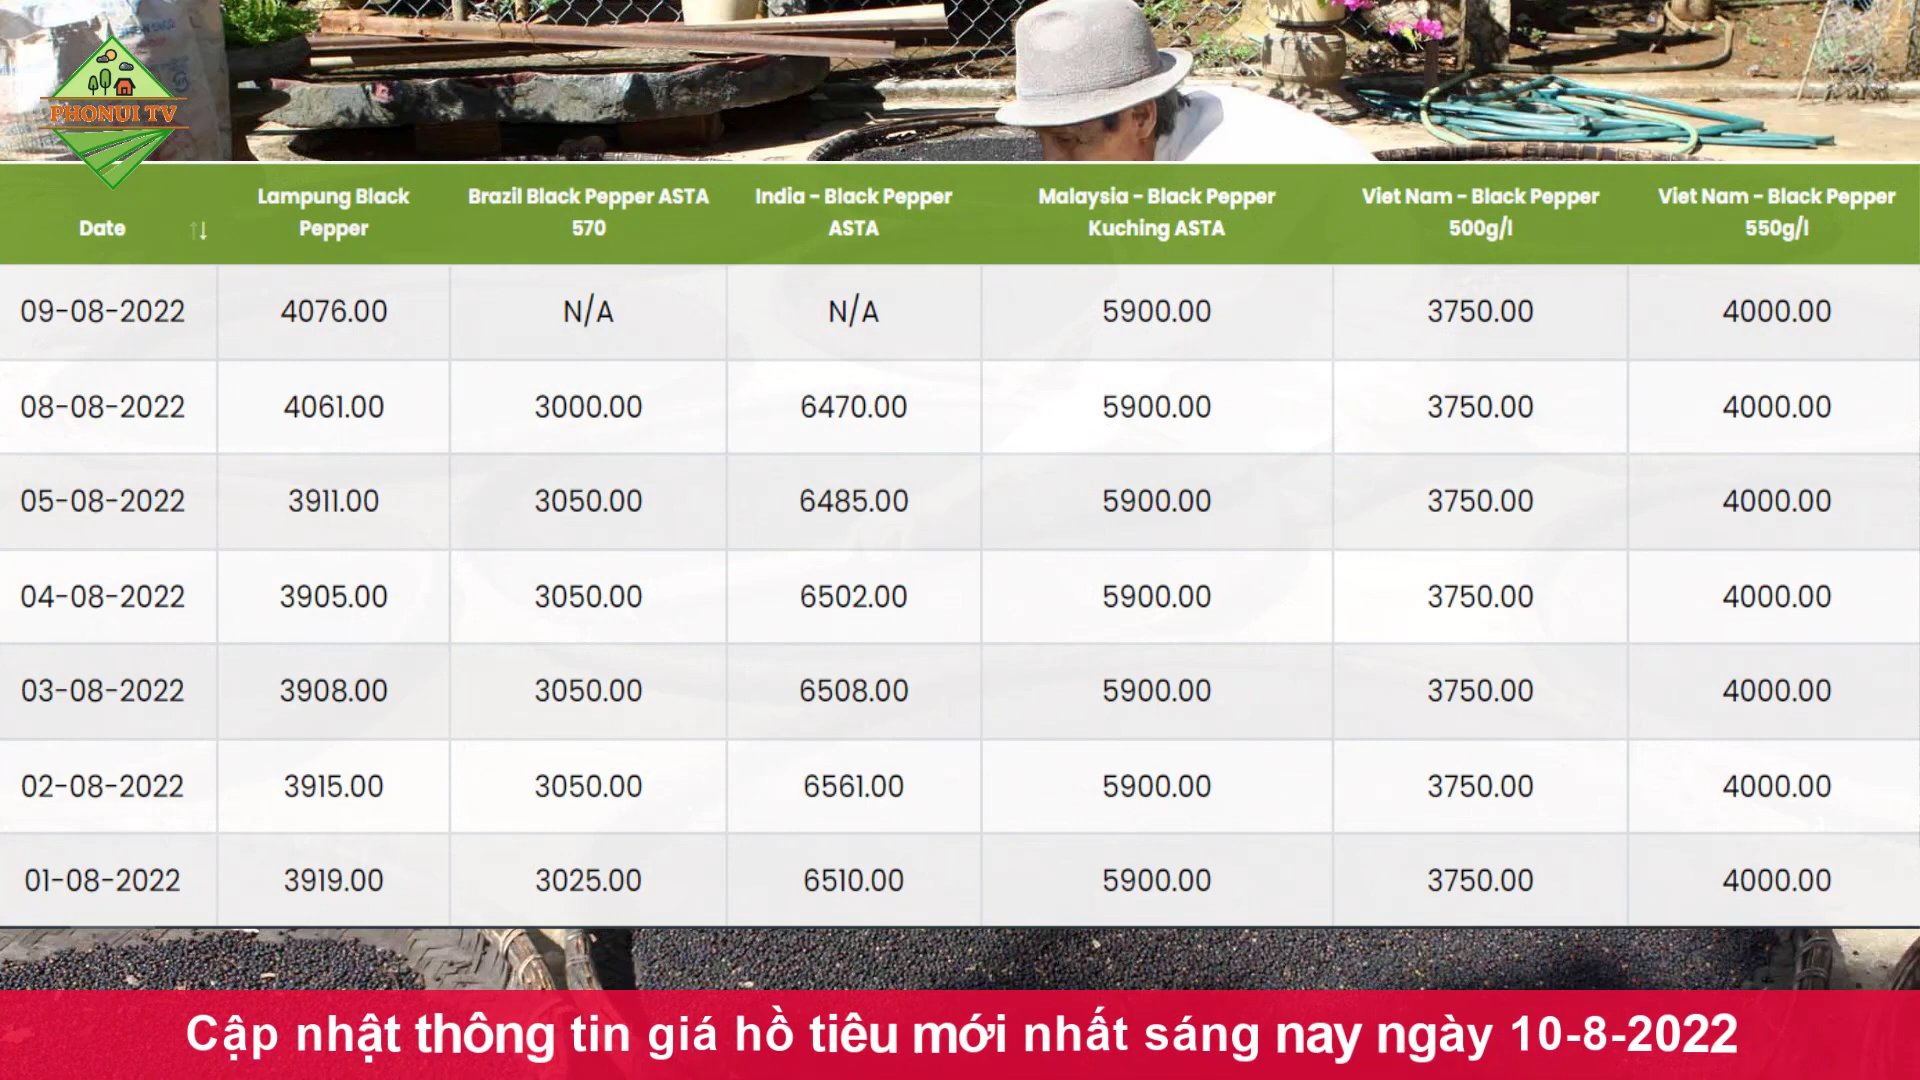 PHONUI TV
Date	Lampung Black Pepper	Brazil Black Pepper ASTA 570	India - Black Pepper ASTA	Malaysia - Black Pepper Kuching ASTA	Viet Nam - Black Pepper 500g/l	Viet Nam - Black Pepper 550g/l
09-08-2022	4076.00	N/A	N/A	5900.00	3750.00	4000.00
08-08-2022	4061.00	3000.00	6470.00	5900.00	3750.00	4000.00
05-08-2022	3911.00	3050.00	6485.00	5900.00	3750.00	4000.00
04-08-2022	3905.00	3050.00	6502.00	5900.00	3750.00	4000.00
03-08-2022	3908.00	3050.00	6508.00	5900.00	3750.00	4000.00
02-08-2022	3915.00	3050.00	6561.00	5900.00	3750.00	4000.00
01-08-2022	3919.00	3025.00	6510.00	5900.00	3750.00	4000.00
Cập nhật thông tin giá hồ tiêu mới nhất sáng nay ngày 10-8-2022